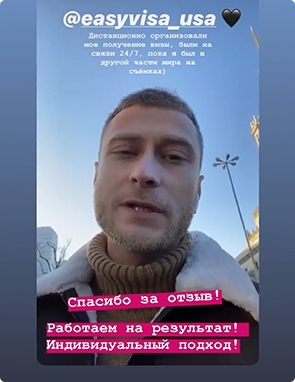 @easyvisa_usa 🖤
Дистанционно организовали
мое получение визы, были на
связи 24/7, пока я был в
другой части мира на
съёмках)
Спасибо за отзыв!
Работаем на результат!
Индивидуальный подход!